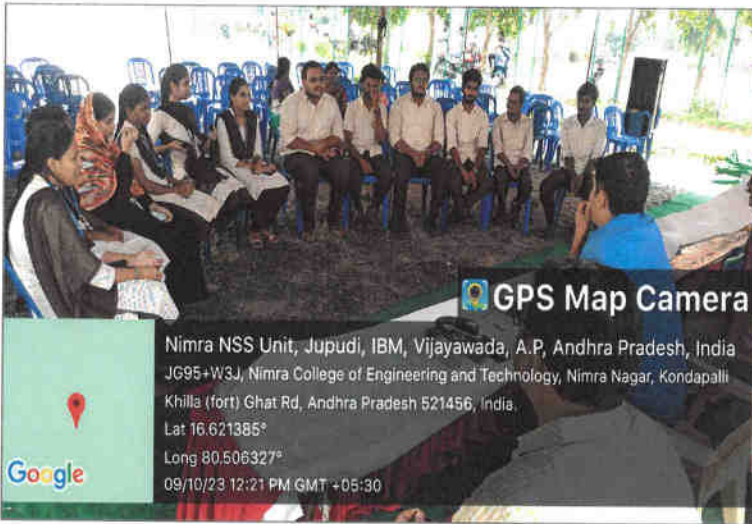 GPS Map Camera
Nimra NSS Unit, Jupudi, IBM, Vijayawada, A.P, Andhra Pradesh, India
JG95+W3J, Nimra College of Engineering and Technology, Nimra Nagar, Kondapalli
Khilla (fort) Ghat Rd, Andhra Pradesh 521456, India.
Lat 16.621385°
Long 80.506327°
09/10/23 12:21 PM GMT +05:30
Google